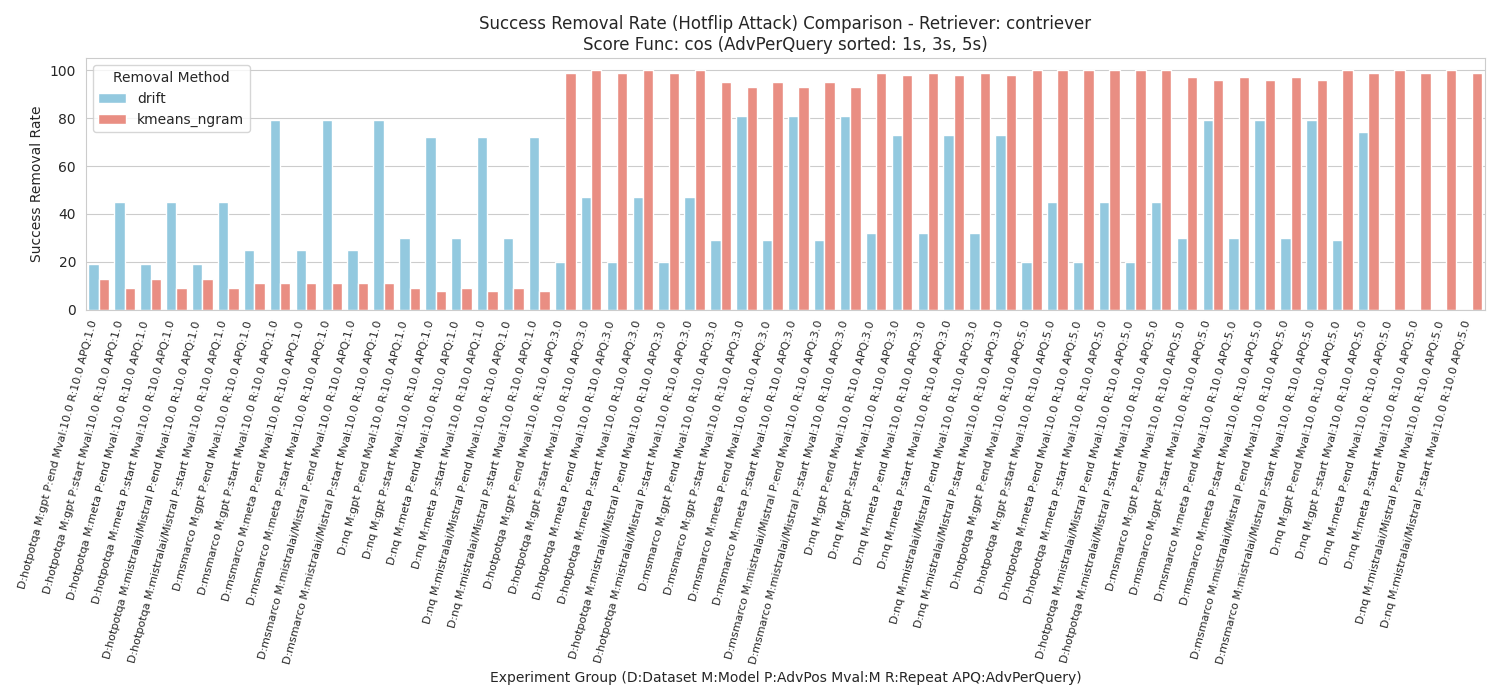 Success Removal Rate (Hotflip Attack) Comparison - Retriever: contriever
Score Func: cos (AdvPerQuery sorted: 1s, 3s, 5s)
Removal Method
drift
kmeans_ngram
Success Removal Rate
100
80
60
40
20
0
D:hotpotqa M:gpt P:end Mval:10.0 R:10.0 APQ:1.0
D:hotpotqa M:gpt P:start Mval:10.0 R:10.0 APQ:1.0
D:hotpotqa M:meta P:end Mval:10.0 R:10.0 APQ:1.0
D:hotpotqa M:meta P:start Mval:10.0 R:10.0 APQ:1.0
D:hotpotqa M:mistralai/Mistral P:end Mval:10.0 R:10.0 APQ:1.0
D:hotpotqa M:mistralai/Mistral P:start Mval:10.0 R:10.0 APQ:1.0
D:msmarco M:gpt P:end Mval:10.0 R:10.0 APQ:1.0
D:msmarco M:gpt P:start Mval:10.0 R:10.0 APQ:1.0
D:msmarco M:meta P:end Mval:10.0 R:10.0 APQ:1.0
D:msmarco M:meta P:start Mval:10.0 R:10.0 APQ:1.0
D:msmarco M:mistralai/Mistral P:end Mval:10.0 R:10.0 APQ:1.0
D:msmarco M:mistralai/Mistral P:start Mval:10.0 R:10.0 APQ:1.0
D:nq M:gpt P:end Mval:10.0 R:10.0 APQ:1.0
D:nq M:gpt P:start Mval:10.0 R:10.0 APQ:1.0
D:nq M:meta P:end Mval:10.0 R:10.0 APQ:1.0
D:nq M:meta P:start Mval:10.0 R:10.0 APQ:1.0
D:nq M:mistralai/Mistral P:end Mval:10.0 R:10.0 APQ:1.0
D:nq M:mistralai/Mistral P:start Mval:10.0 R:10.0 APQ:1.0
D:hotpotqa M:gpt P:end Mval:10.0 R:10.0 APQ:3.0
D:hotpotqa M:gpt P:start Mval:10.0 R:10.0 APQ:3.0
D:hotpotqa M:meta P:end Mval:10.0 R:10.0 APQ:3.0
D:hotpotqa M:meta P:start Mval:10.0 R:10.0 APQ:3.0
D:hotpotqa M:mistralai/Mistral P:end Mval:10.0 R:10.0 APQ:3.0
D:hotpotqa M:mistralai/Mistral P:start Mval:10.0 R:10.0 APQ:3.0
D:msmarco M:gpt P:end Mval:10.0 R:10.0 APQ:3.0
D:msmarco M:gpt P:start Mval:10.0 R:10.0 APQ:3.0
D:msmarco M:meta P:end Mval:10.0 R:10.0 APQ:3.0
D:msmarco M:meta P:start Mval:10.0 R:10.0 APQ:3.0
D:msmarco M:mistralai/Mistral P:end Mval:10.0 R:10.0 APQ:3.0
D:msmarco M:mistralai/Mistral P:start Mval:10.0 R:10.0 APQ:3.0
D:nq M:gpt P:end Mval:10.0 R:10.0 APQ:3.0
D:nq M:gpt P:start Mval:10.0 R:10.0 APQ:3.0
D:nq M:meta P:end Mval:10.0 R:10.0 APQ:3.0
D:nq M:meta P:start Mval:10.0 R:10.0 APQ:3.0
D:nq M:mistralai/Mistral P:end Mval:10.0 R:10.0 APQ:3.0
D:nq M:mistralai/Mistral P:start Mval:10.0 R:10.0 APQ:3.0
D:hotpotqa M:gpt P:end Mval:10.0 R:10.0 APQ:5.0
D:hotpotqa M:gpt P:start Mval:10.0 R:10.0 APQ:5.0
D:hotpotqa M:meta P:end Mval:10.0 R:10.0 APQ:5.0
D:hotpotqa M:meta P:start Mval:10.0 R:10.0 APQ:5.0
D:hotpotqa M:mistralai/Mistral P:end Mval:10.0 R:10.0 APQ:5.0
D:hotpotqa M:mistralai/Mistral P:start Mval:10.0 R:10.0 APQ:5.0
D:msmarco M:gpt P:end Mval:10.0 R:10.0 APQ:5.0
D:msmarco M:gpt P:start Mval:10.0 R:10.0 APQ:5.0
D:msmarco M:meta P:end Mval:10.0 R:10.0 APQ:5.0
D:msmarco M:meta P:start Mval:10.0 R:10.0 APQ:5.0
D:msmarco M:mistralai/Mistral P:end Mval:10.0 R:10.0 APQ:5.0
D:msmarco M:mistralai/Mistral P:start Mval:10.0 R:10.0 APQ:5.0
D:nq M:gpt P:end Mval:10.0 R:10.0 APQ:5.0
D:nq M:gpt P:start Mval:10.0 R:10.0 APQ:5.0
D:nq M:meta P:end Mval:10.0 R:10.0 APQ:5.0
D:nq M:meta P:start Mval:10.0 R:10.0 APQ:5.0
D:nq M:mistralai/Mistral P:end Mval:10.0 R:10.0 APQ:5.0
D:nq M:mistralai/Mistral P:start Mval:10.0 R:10.0 APQ:5.0
Experiment Group (D:Dataset M:Model P:AdvPos Mval:M R:Repeat APQ:AdvPerQuery)